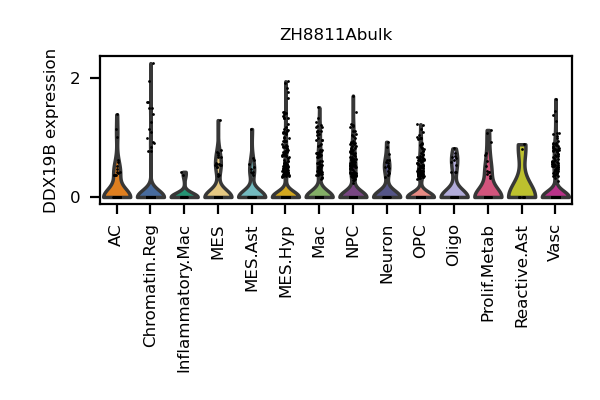 ZH8811Abulk
DDX19B expression
2
0
AC
Chromatin.Reg
Inflammatory.Mac
MES
MES.Ast
MES.Hyp
Mac
NPC
Neuron
OPC
Oligo
Prolif.Metab
Reactive.Ast
Vasc